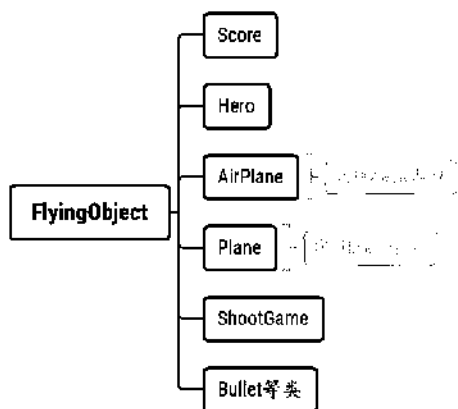 Score
Hero
AirPlane
FlyingObject
Plane
ShootGame
Bullet等类